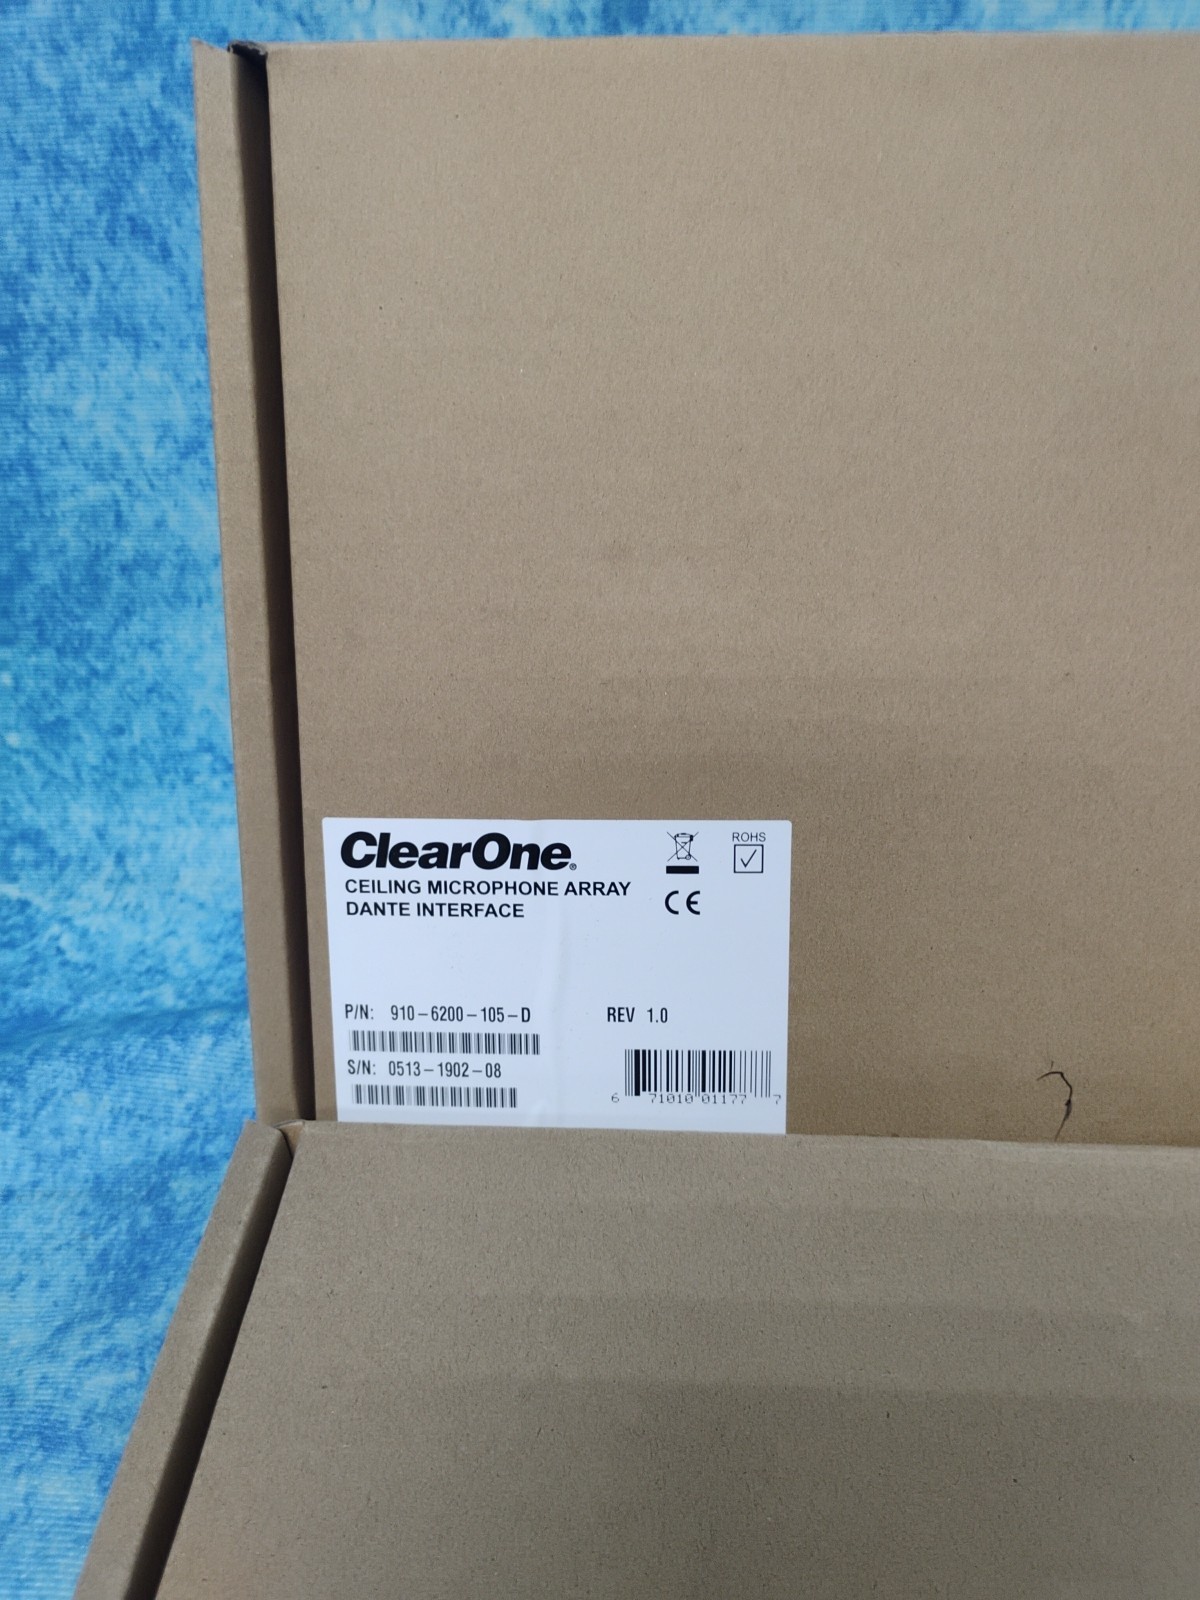 ClearOne®
CEILING MICROPHONE ARRAY
DANTE INTERFACE
ROHS
CE
P/N: 910-6200-105-D
REV 1.0
S/N: 0513-1902-08
6 71010 01177 7